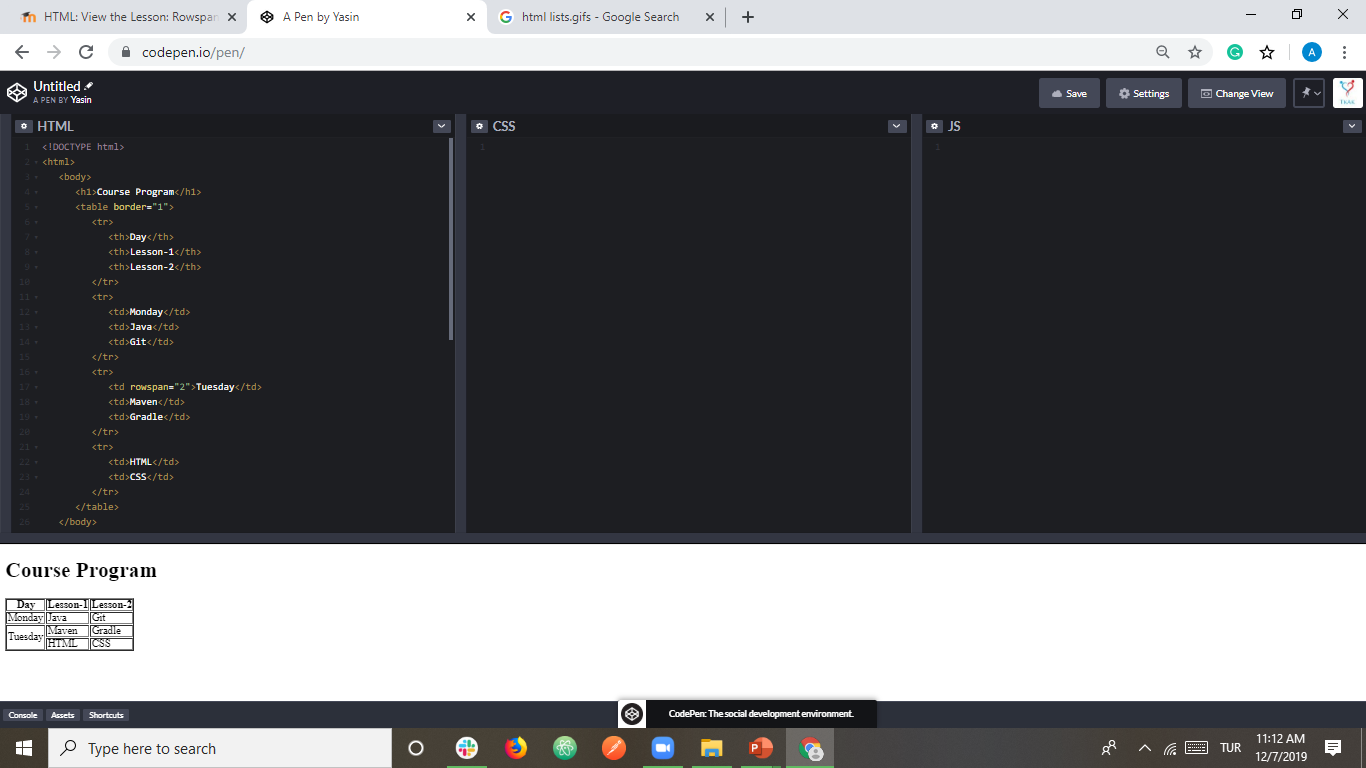 HTML: View the Lesson: Rowspan
A Pen by Yasin
html lists.gifs - Google Search
codepen.io/pen/
A
Untitled
A PEN BY Yasin
Save
Settings
Change View
HTML
CSS
JS
1 <!DOCTYPE html>
2 <html>
3 <body>
4 <h1>Course Program</h1>
5 <table border="1">
6 <tr>
7 <th>Day</th>
8 <th>Lesson-1</th>
9 <th>Lesson-2</th>
10 </tr>
11 <tr>
12 <td>Monday</td>
13 <td>Java</td>
14 <td>Git</td>
15 </tr>
16 <tr>
17 <td rowspan="2">Tuesday</td>
18 <td>Maven</td>
19 <td>Gradle</td>
20 </tr>
21 <tr>
22 <td>HTML</td>
23 <td>CSS</td>
24 </tr>
25 </table>
26 </body>
1
1
Course Program
Day Lesson-1 Lesson-2
Monday Java Git
Tuesday Maven Gradle
HTML CSS
Console Assets Shortcuts
CodePen: The social development environment.
Type here to search
TUR
11:12 AM
12/7/2019